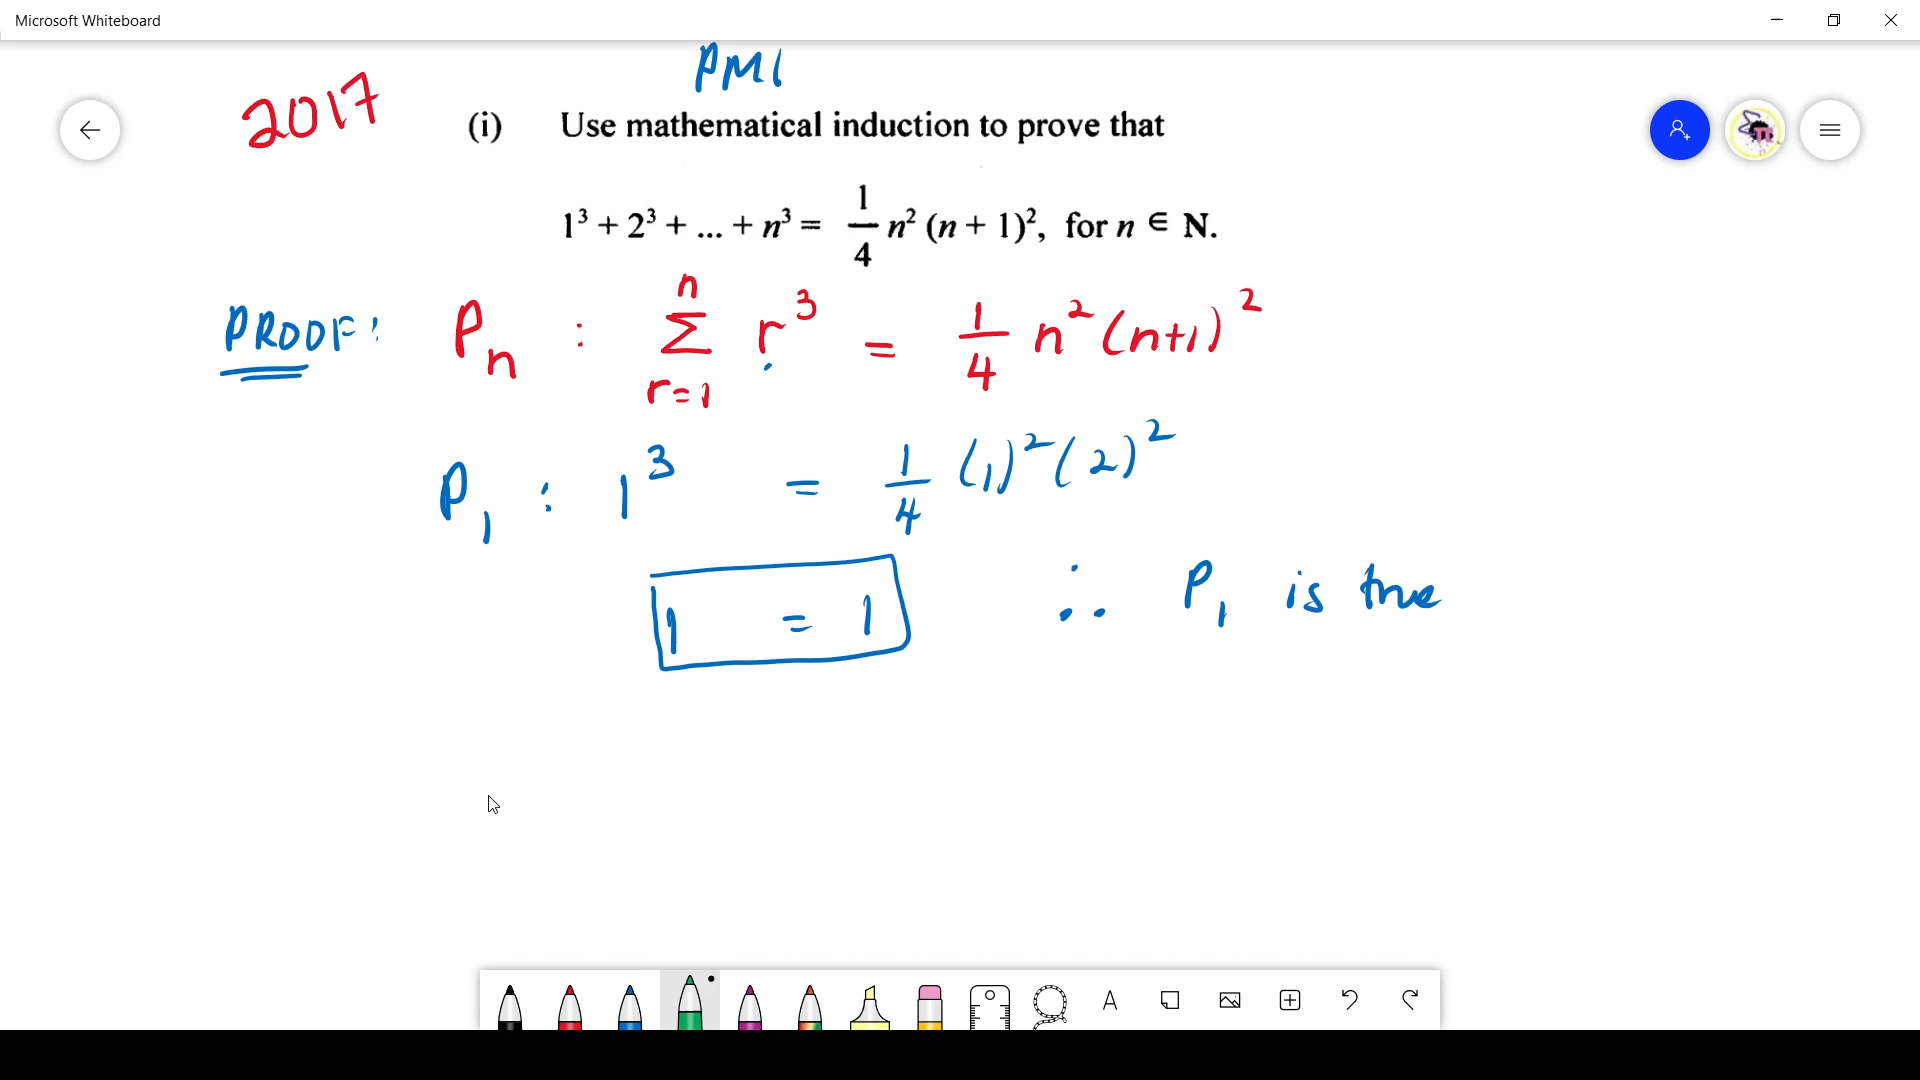 Microsoft Whiteboard
PMI
2017
(i) Use mathematical induction to prove that
1³ + 2³ + ... + n³ = 1/4 n² (n + 1)², for n ∈ N.
PROOF: Pₙ : n Σ r=1 r³ = 1/4 n²(n+1)²
P₁ : 1³ = 1/4 (1)²(2)²
1 = 1 ∴ P₁ is true